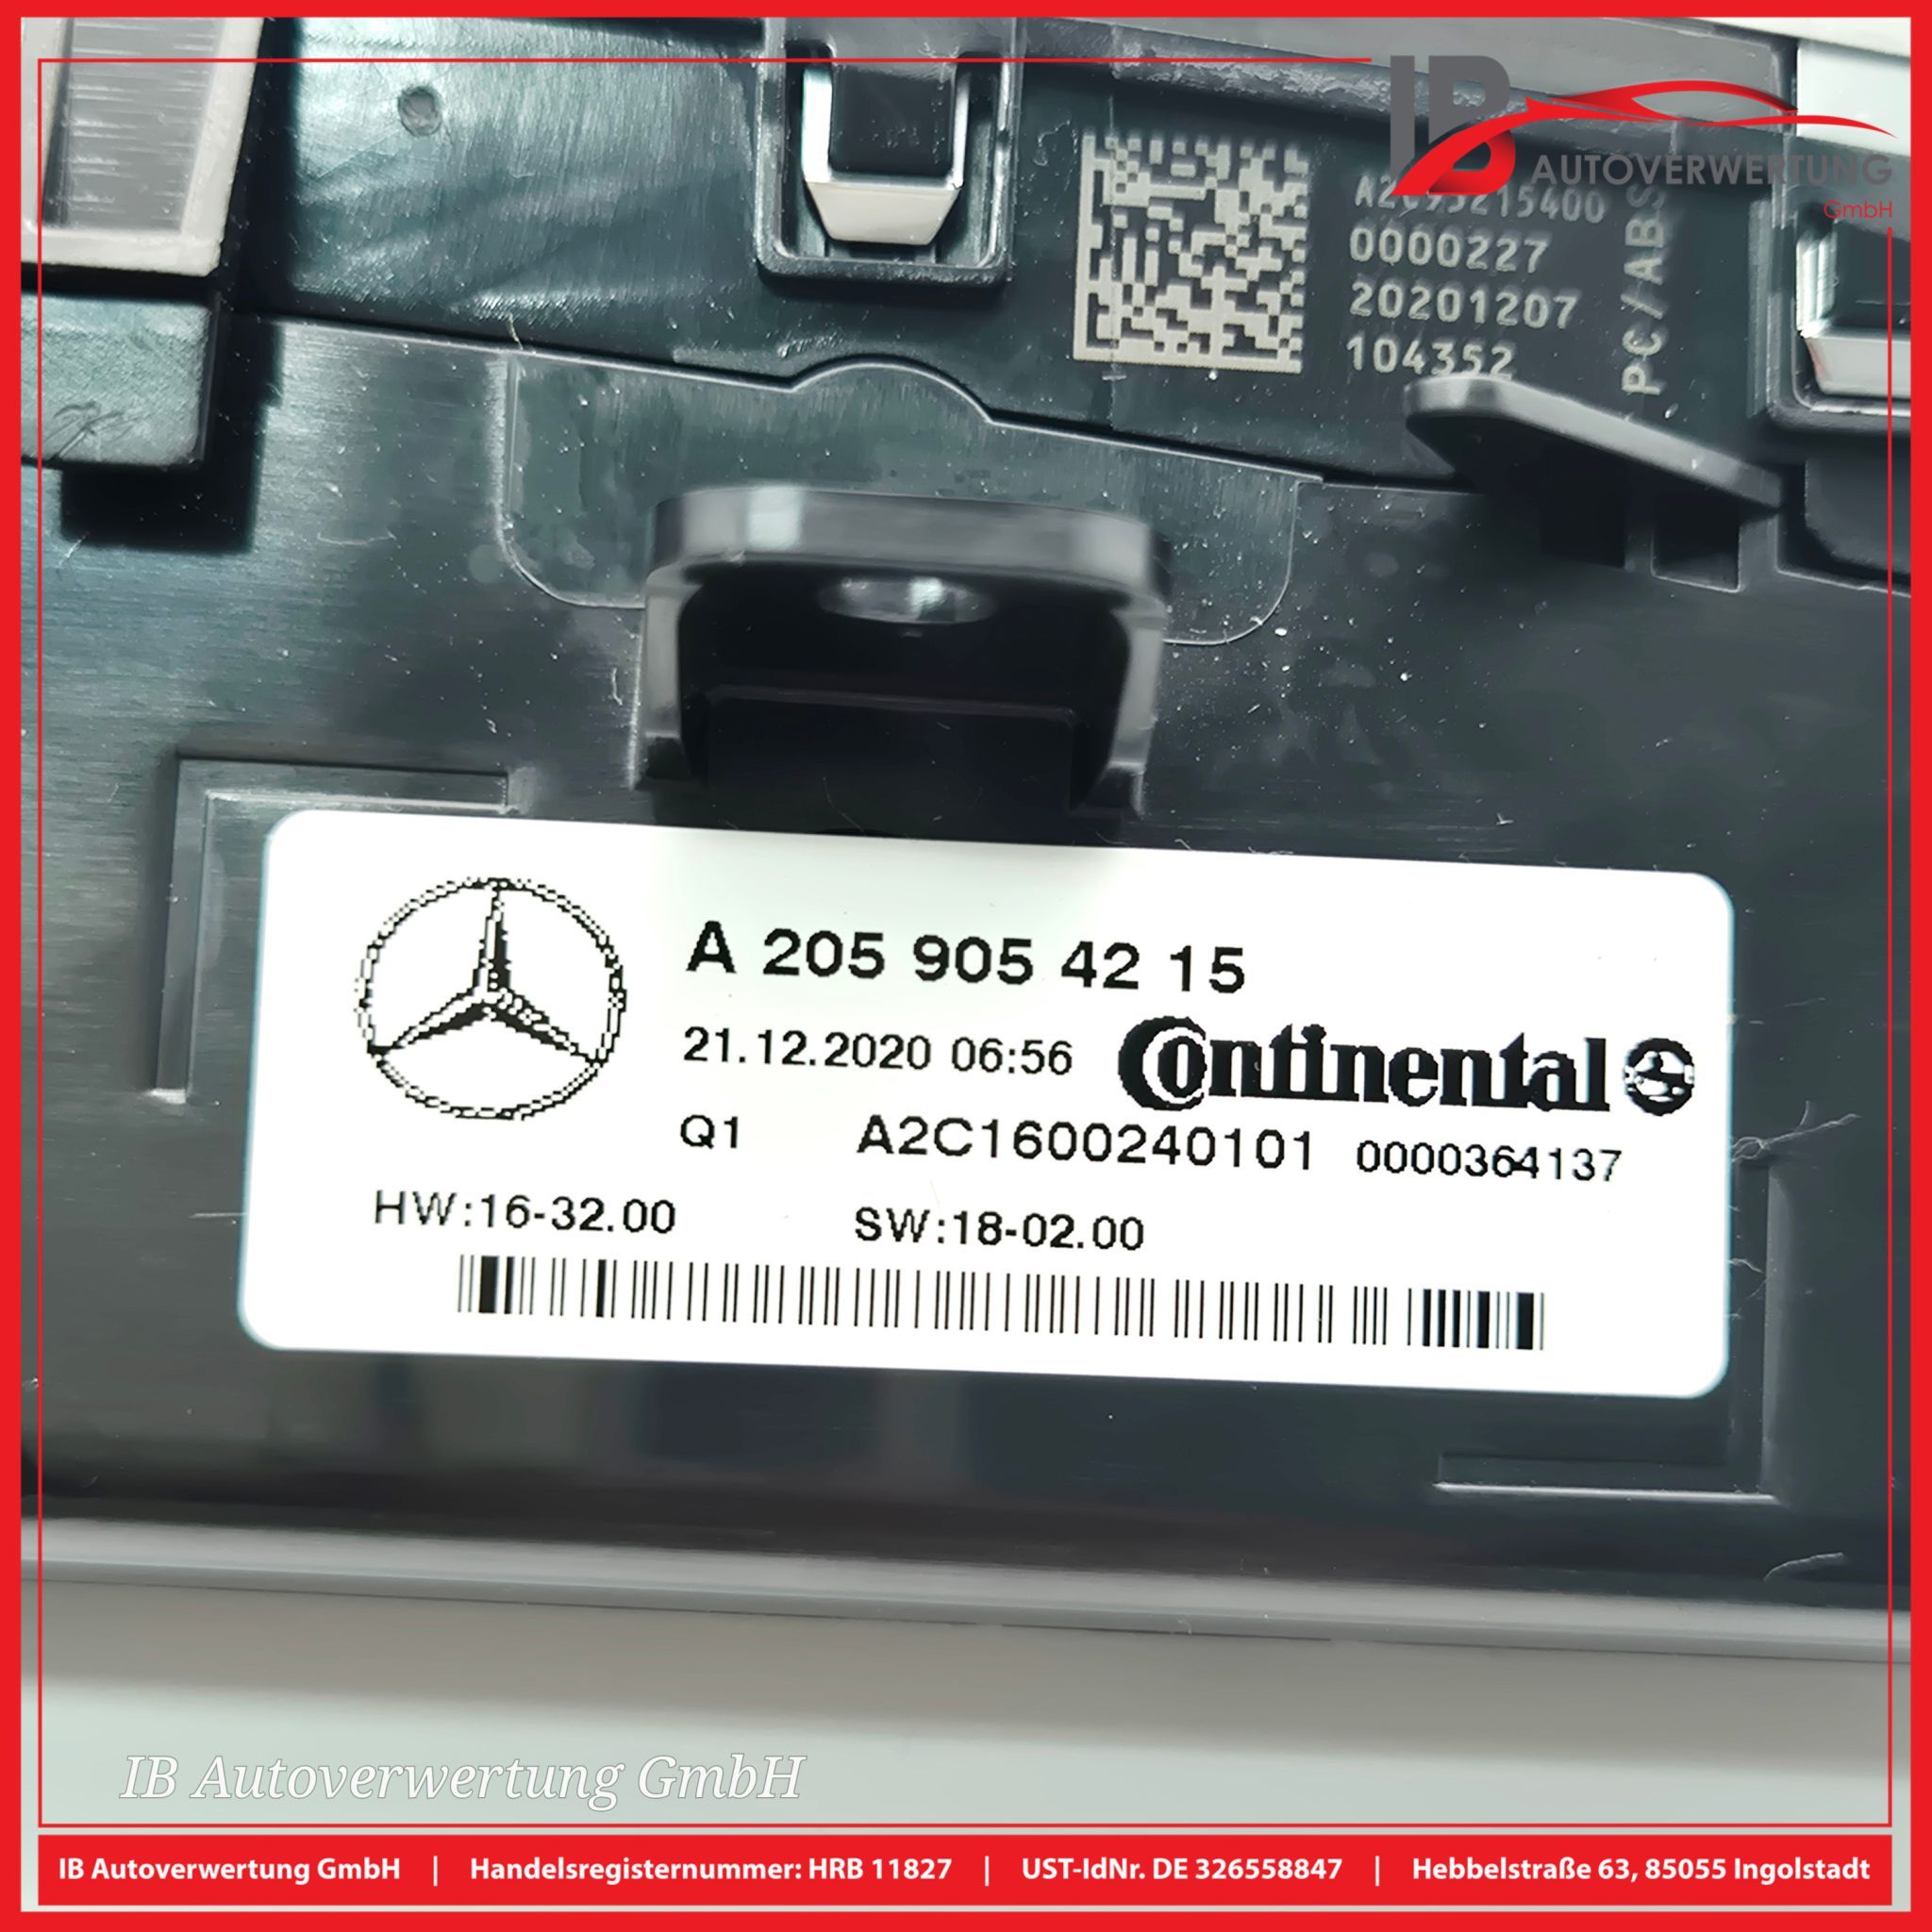 IB
AUTOVERWERTUNG
GmbH
0000227
20201207
104352
PC/ABS
A 205 905 42 15
21.12.2020 06:56
Continental
Q1 A2C1600240101 0000364137
HW:16-32.00 SW:18-02.00
IB Autoverwertung GmbH
IB Autoverwertung GmbH | Handelsregisternummer: HRB 11827 | UST-IdNr. DE 326558847 | Hebbelstraße 63, 85055 Ingolstadt